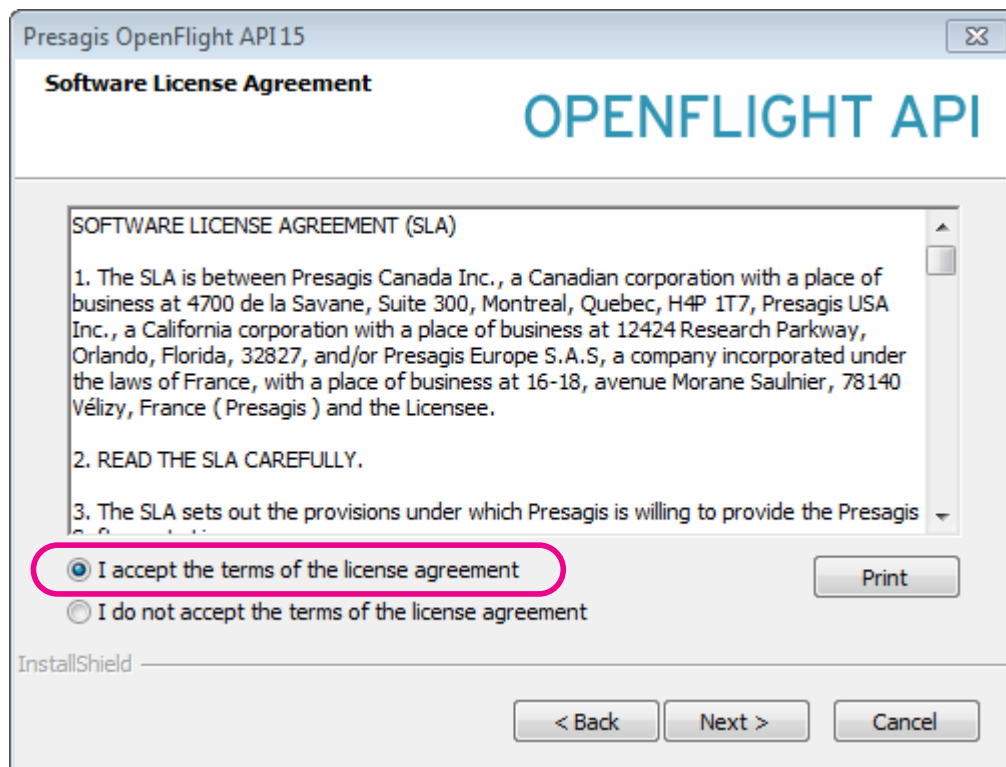 Presagis OpenFlight API 15
Software License Agreement
OPENFLIGHT API
SOFTWARE LICENSE AGREEMENT (SLA)
1. The SLA is between Presagis Canada Inc., a Canadian corporation with a place of
business at 4700 de la Savane, Suite 300, Montreal, Quebec, H4P 1T7, Presagis USA
Inc., a California corporation with a place of business at 12424 Research Parkway,
Orlando, Florida, 32827, and/or Presagis Europe S.A.S, a company incorporated under
the laws of France, with a place of business at 16-18, avenue Morane Saulnier, 78140
Vélizy, France ( Presagis ) and the Licensee.
2. READ THE SLA CAREFULLY.
3. The SLA sets out the provisions under which Presagis is willing to provide the Presagis
I accept the terms of the license agreement
Print
I do not accept the terms of the license agreement
InstallShield
< Back
Next >
Cancel